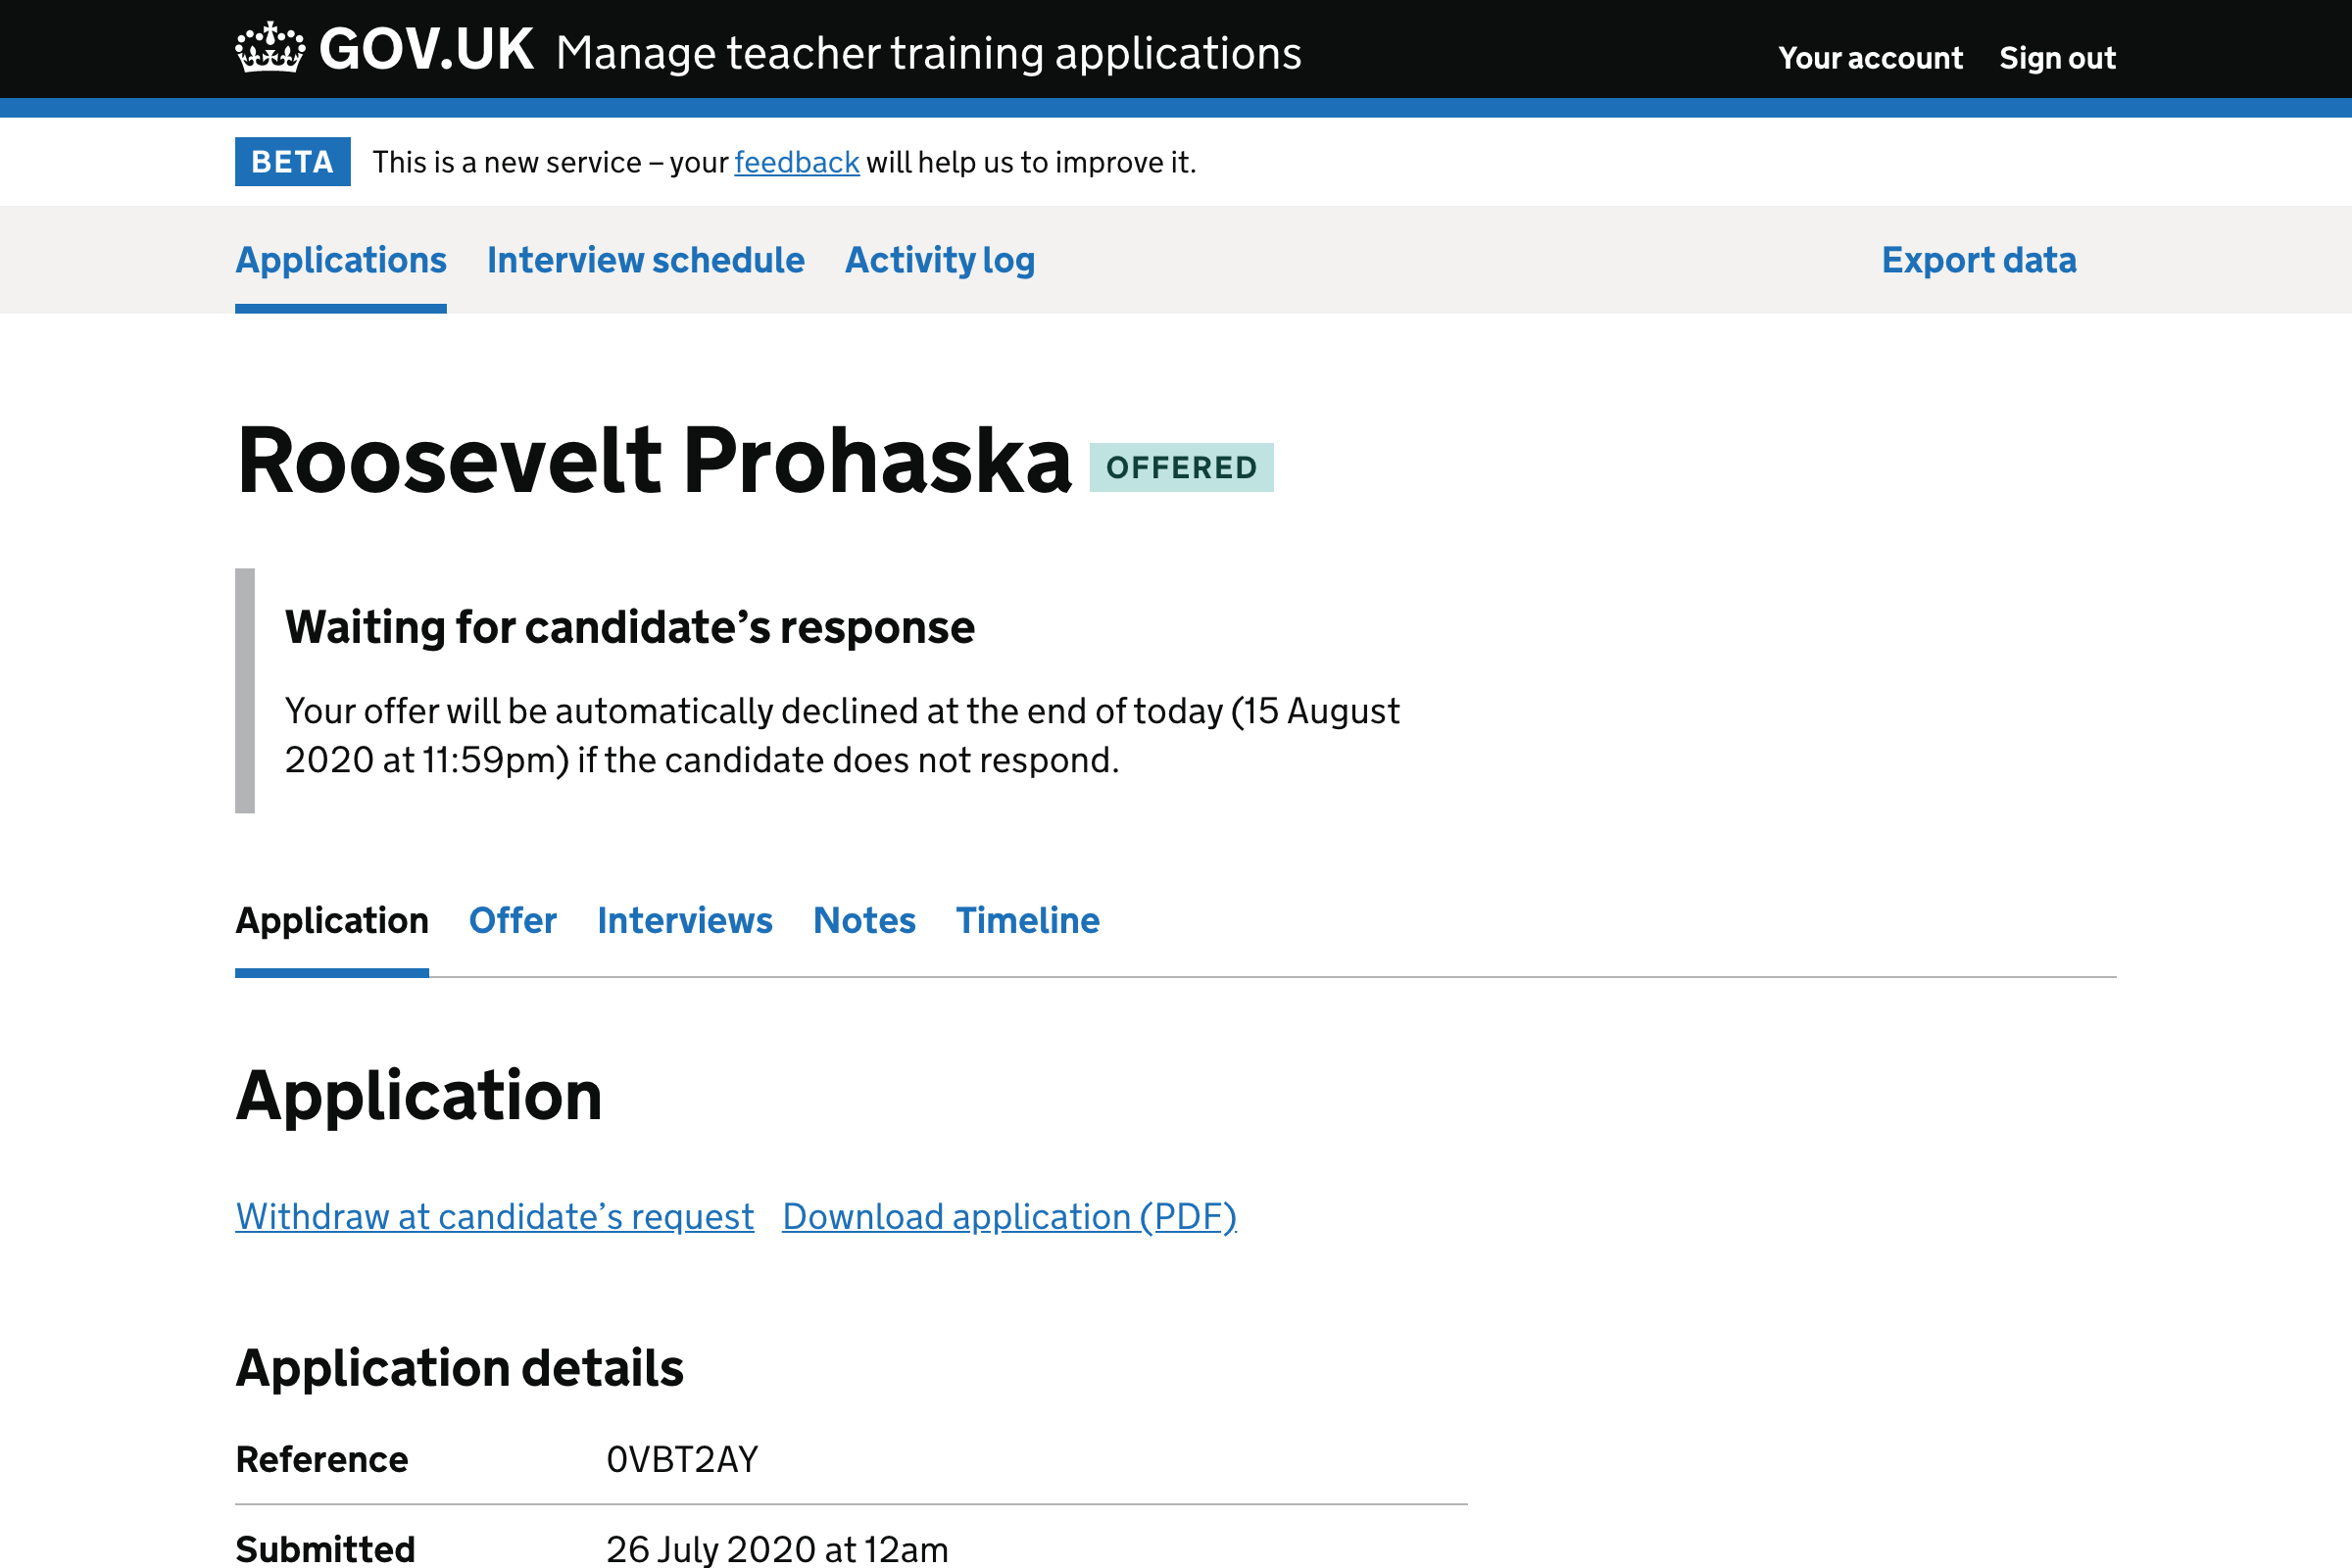 GOV.UK Manage teacher training applications Your account Sign out
BETA This is a new service – your feedback will help us to improve it.
Applications Interview schedule Activity log Export data
Roosevelt Prohaska OFFERED
Waiting for candidate’s response
Your offer will be automatically declined at the end of today (15 August
2020 at 11:59pm) if the candidate does not respond.
Application Offer Interviews Notes Timeline
Application
Withdraw at candidate’s request Download application (PDF)
Application details
Reference 0VBT2AY
Submitted 26 July 2020 at 12am